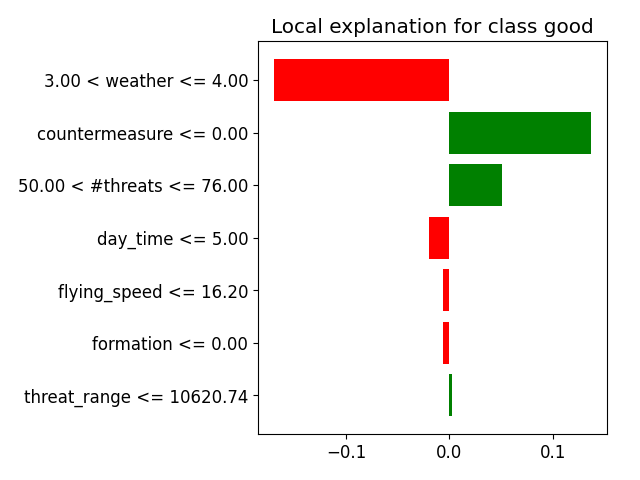 Local explanation for class good
3.00 < weather <= 4.00
countermeasure <= 0.00
50.00 < #threats <= 76.00
day_time <= 5.00
flying_speed <= 16.20
formation <= 0.00
threat_range <= 10620.74
−0.1 0.0 0.1